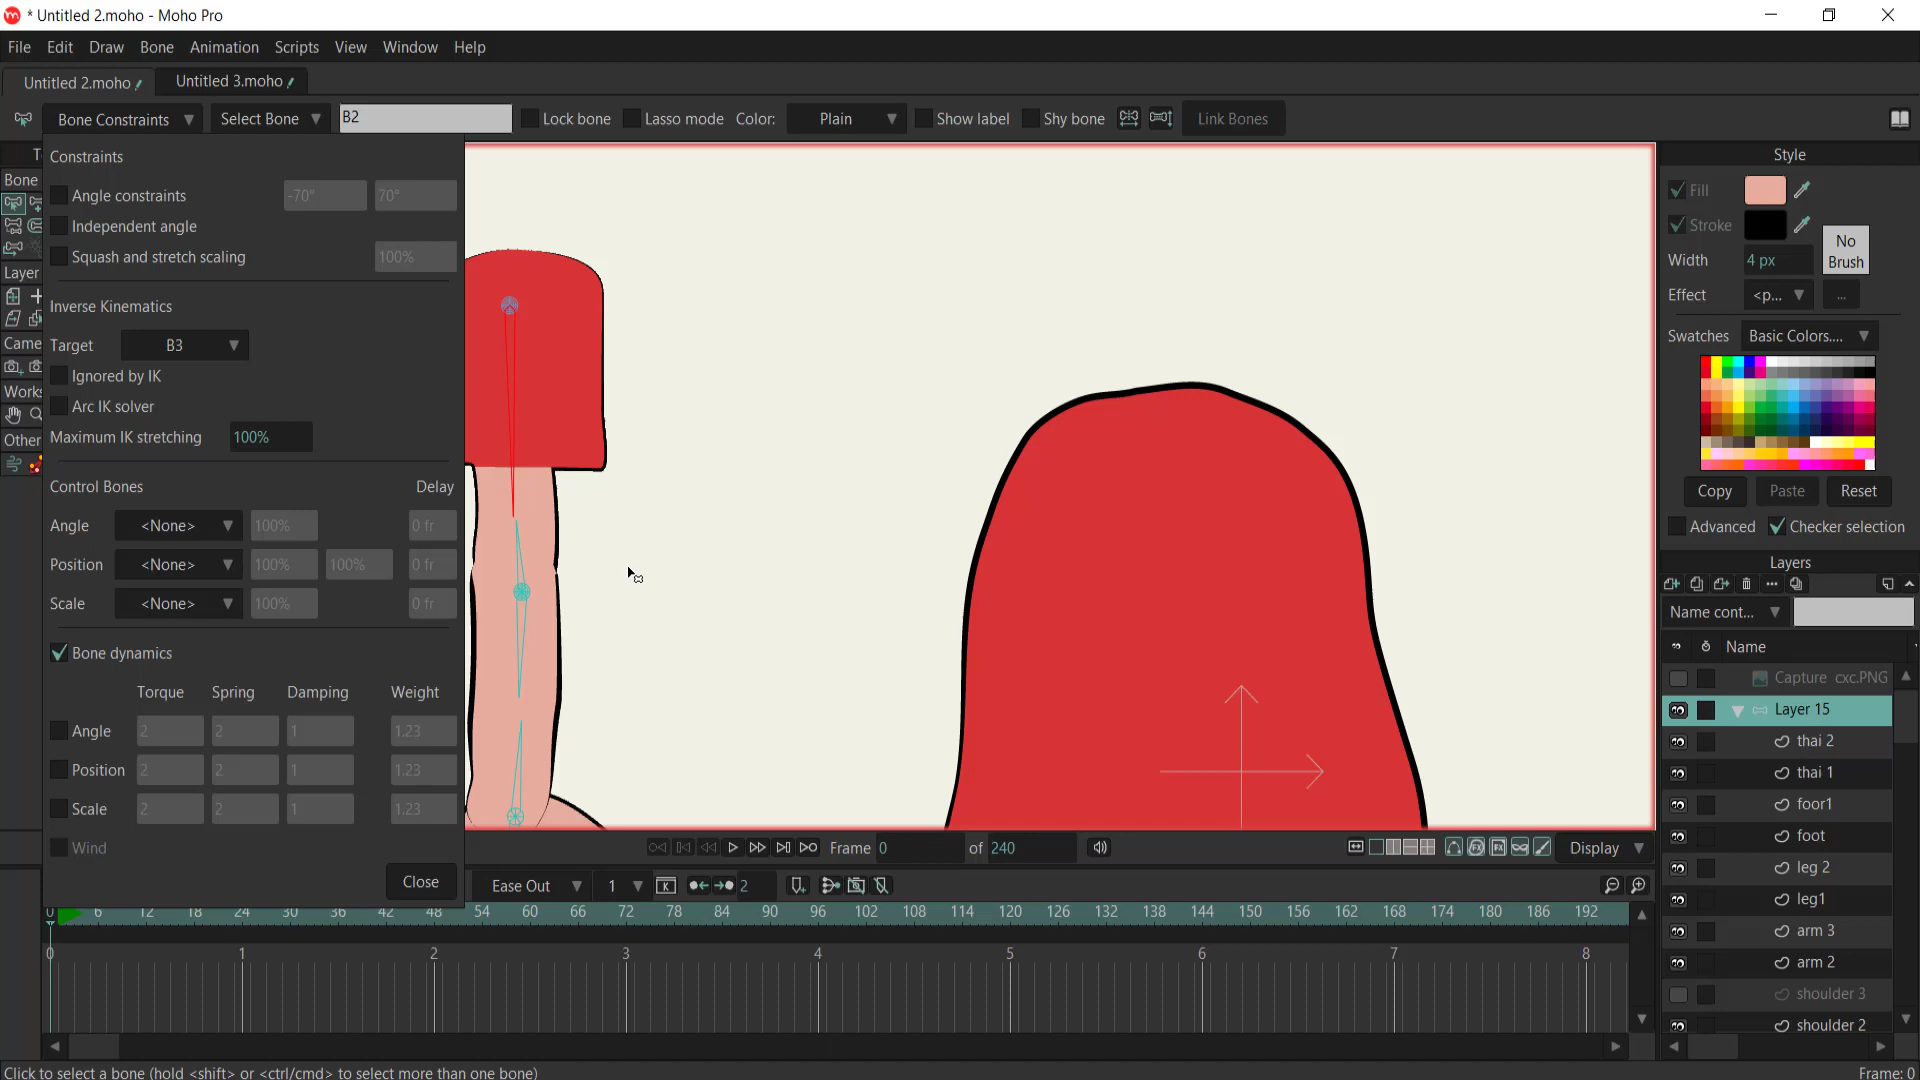 * Untitled 2.moho - Moho Pro
File Edit Draw Bone Animation Scripts View Window Help
Untitled 2.moho Untitled 3.moho
Bone Constraints Select Bone B2 Lock bone Lasso mode Color: Plain Show label Shy bone Link Bones
Constraints
Angle constraints -70° 70°
Independent angle
Squash and stretch scaling 100%
Inverse Kinematics
Target B3
Ignored by IK
Arc IK solver
Maximum IK stretching 100%
Control Bones Delay
Angle <None> 100% 0 fr
Position <None> 100% 100% 0 fr
Scale <None> 100% 0 fr
Bone dynamics
Torque Spring Damping Weight
Angle 2 2 1 1.23
Position 2 2 1 1.23
Scale 2 2 1 1.23
Wind
Close
T
Bone
Layer
Came
Works
Other
Style
Fill
Stroke
No Brush
Width 4 px
Effect <p... ...
Swatches Basic Colors....
Copy Paste Reset
Advanced Checker selection
Layers
Name cont...
Name
Capture cxc.PNG
Layer 15
thai 2
thai 1
foor1
foot
leg 2
leg1
arm 3
arm 2
shoulder 3
shoulder 2
Frame 0 of 240 Display
Ease Out 1 K 2
0 6 12 18 24 30 36 42 48 54 60 66 72 78 84 90 96 102 108 114 120 126 132 138 144 150 156 162 168 174 180 186 192
0 1 2 3 4 5 6 7 8
Click to select a bone (hold <shift> or <ctrl/cmd> to select more than one bone) Frame: 0